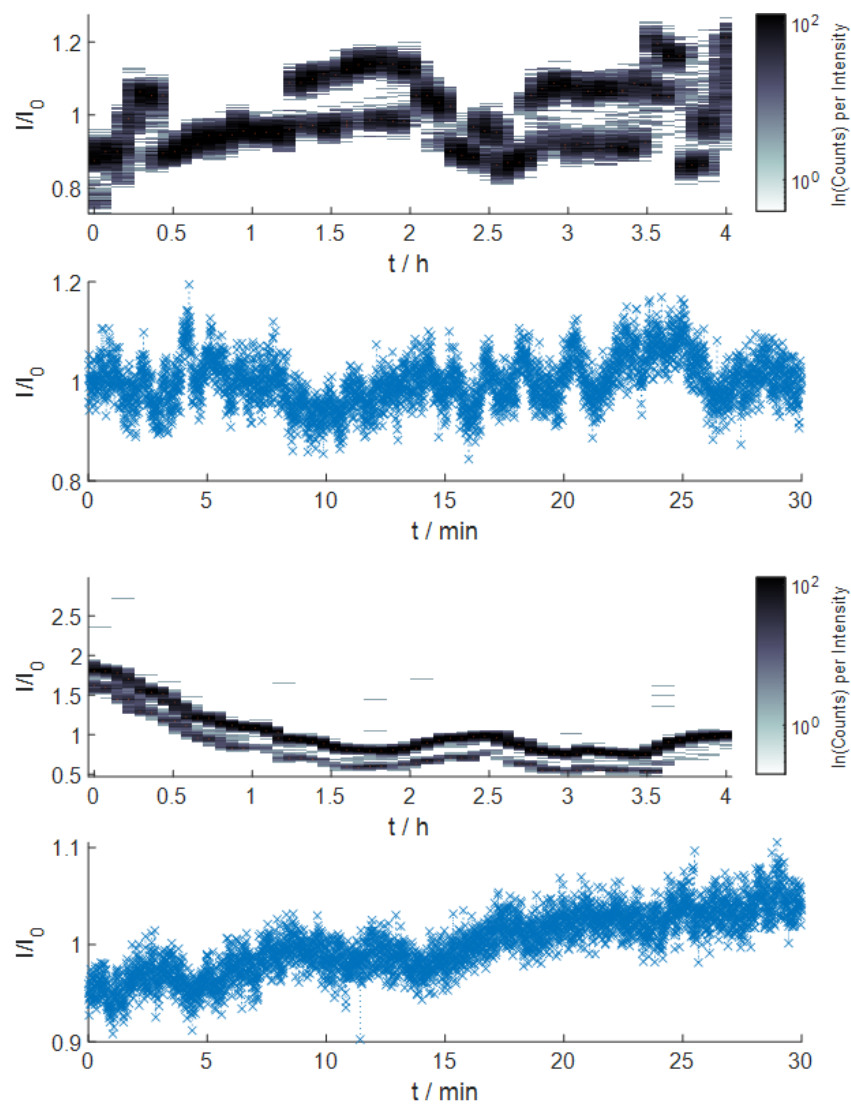 1.2
1
0.8
I/I0
0 0.5 1 1.5 2 2.5 3 3.5 4
t / h
10^2
10^0
ln(Counts) per Intensity
1.2
1
0.8
I/I0
0 5 10 15 20 25 30
t / min
2.5
2
1.5
1
0.5
I/I0
0 0.5 1 1.5 2 2.5 3 3.5 4
t / h
10^2
10^0
ln(Counts) per Intensity
1.1
1
0.9
I/I0
0 5 10 15 20 25 30
t / min